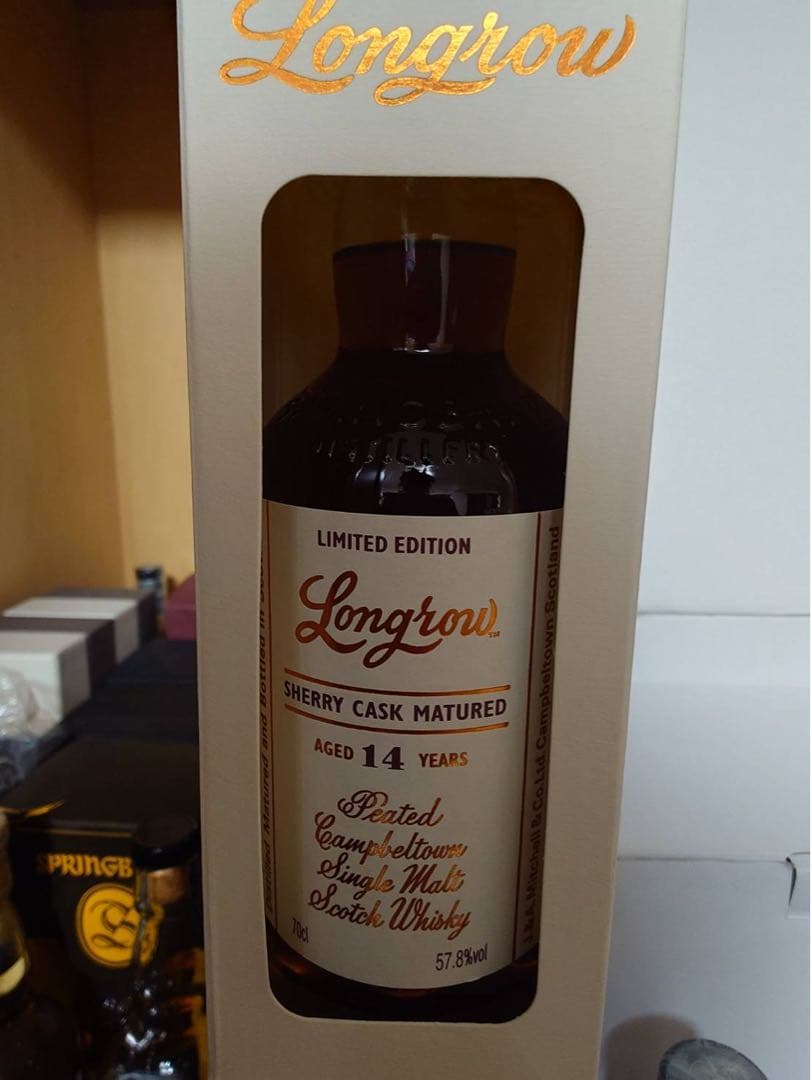 Longrow
LIMITED EDITION
Longrow™
SHERRY CASK MATURED
AGED 14 YEARS
Peated
Campbeltown
Single Malt
Scotch Whisky
70cl
57.8%vol
Distilled Matured and Bottled in
J.&A. Mitchell & Co.Ltd. Campbeltown Scotland
SPRINGB